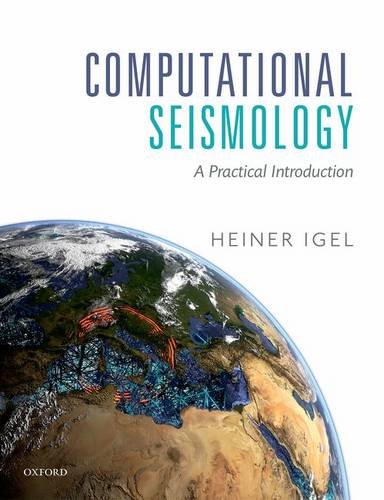 COMPUTATIONAL
SEISMOLOGY
A Practical Introduction
HEINER IGEL
OXFORD